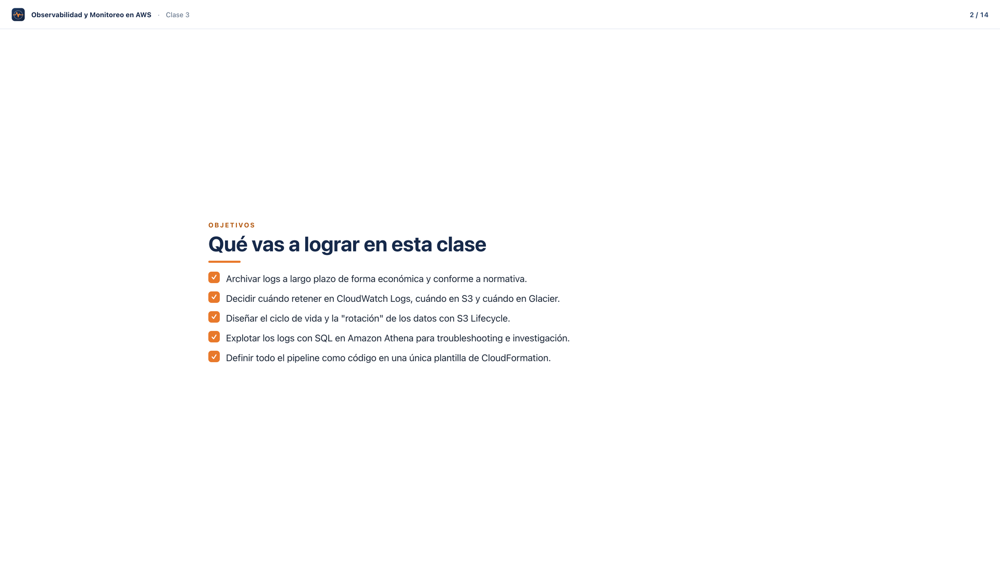 Observabilidad y Monitoreo en AWS · Clase 3
2 / 14
OBJETIVOS
Qué vas a lograr en esta clase
Archivar logs a largo plazo de forma económica y conforme a normativa.
Decidir cuándo retener en CloudWatch Logs, cuándo en S3 y cuándo en Glacier.
Diseñar el ciclo de vida y la "rotación" de los datos con S3 Lifecycle.
Explotar los logs con SQL en Amazon Athena para troubleshooting e investigación.
Definir todo el pipeline como código en una única plantilla de CloudFormation.